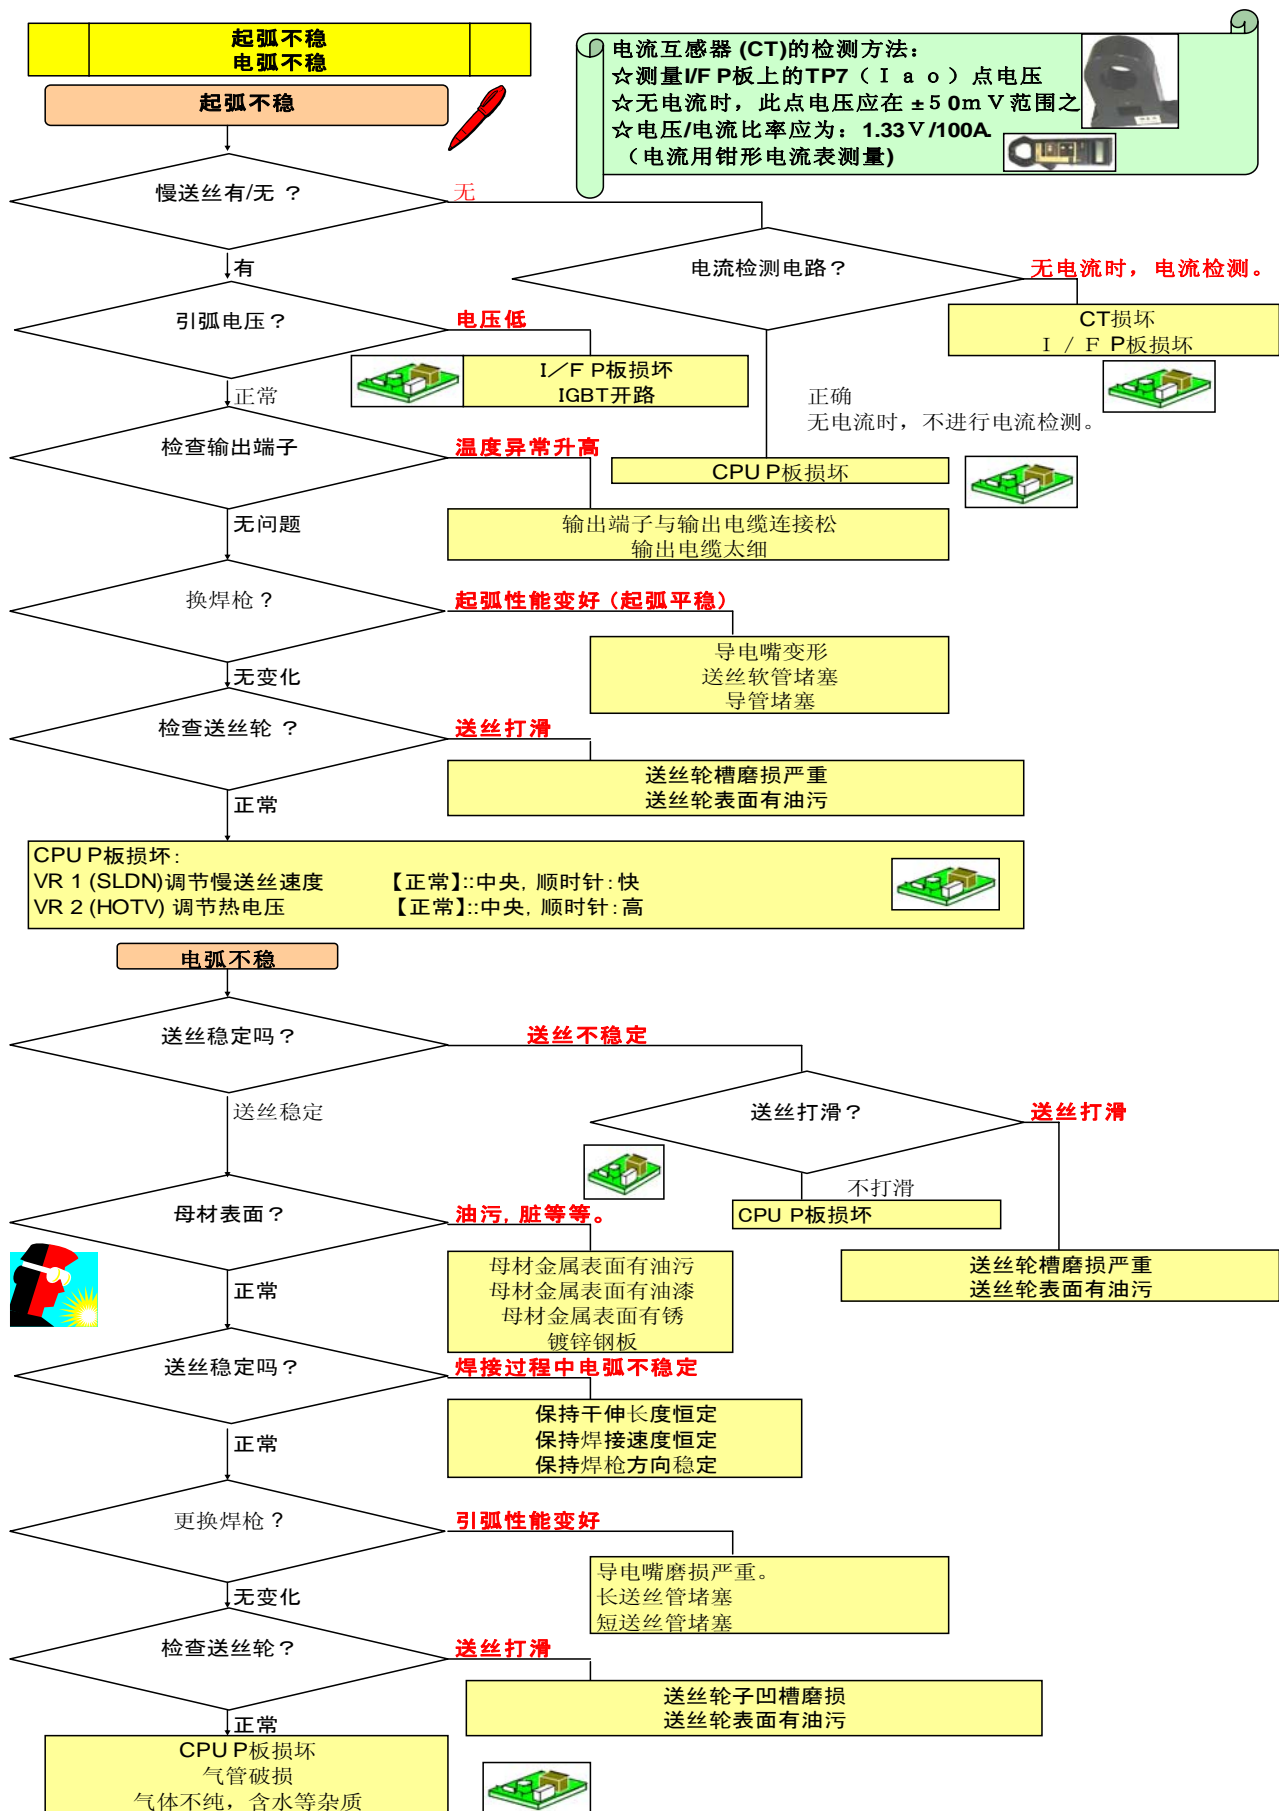 起弧不稳
电弧不稳
电流互感器 (CT)的检测方法：
☆测量I/F P板上的TP7（Ｉａｏ）点电压
☆无电流时，此点电压应在 ±５0ｍＶ范围之
☆电压/电流比率应为：1.33Ｖ/100A.
（电流用钳形电流表测量)
起弧不稳
慢送丝有/无 ？
无
有
电流检测电路？
无电流时，电流检测。
CT损坏
Ｉ／Ｆ P板损坏
引弧电压？
电压低
I／F P板损坏
IGBT开路
正常
正确
无电流时，不进行电流检测。
CPU P板损坏
检查输出端子
温度异常升高
输出端子与输出电缆连接松
输出电缆太细
无问题
换焊枪？
起弧性能变好（起弧平稳）
导电嘴变形
送丝软管堵塞
导管堵塞
无变化
检查送丝轮 ？
送丝打滑
送丝轮槽磨损严重
送丝轮表面有油污
正常
CPU P板损坏：
VR 1 (SLDN)调节慢送丝速度 【正常】::中央, 顺时针：快
VR 2 (HOTV) 调节热电压 【正常】::中央, 顺时针：高
电弧不稳
送丝稳定吗？
送丝不稳定
送丝稳定
送丝打滑？
送丝打滑
不打滑
CPU P板损坏
送丝轮槽磨损严重
送丝轮表面有油污
母材表面？
油污, 脏等等。
母材金属表面有油污
母材金属表面有油漆
母材金属表面有锈
镀锌钢板
正常
送丝稳定吗？
焊接过程中电弧不稳定
保持干伸长度恒定
保持焊接速度恒定
保持焊枪方向稳定
正常
更换焊枪？
引弧性能变好
导电嘴磨损严重。
长送丝管堵塞
短送丝管堵塞
无变化
检查送丝轮？
送丝打滑
送丝轮子凹槽磨损
送丝轮表面有油污
正常
CPU P板损坏
气管破损
气体不纯，含水等杂质